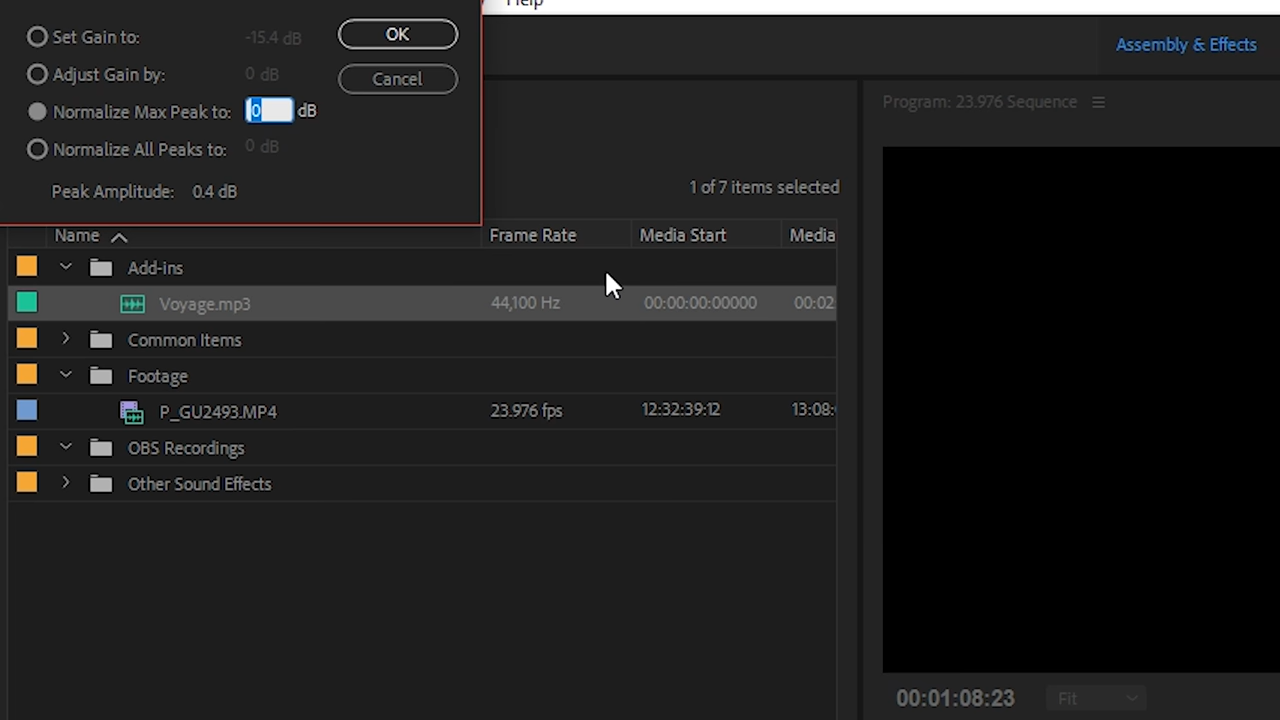 Help
Set Gain to: -15.4 dB
OK
Adjust Gain by: 0 dB
Cancel
Normalize Max Peak to: 0 dB
Normalize All Peaks to: 0 dB
Peak Amplitude: 0.4 dB
Assembly & Effects
Program: 23.976 Sequence
1 of 7 items selected
Name Frame Rate Media Start Media
Add-ins
Voyage.mp3 44,100 Hz 00:00:00:00000 00:02
Common Items
Footage
P_GU2493.MP4 23.976 fps 12:32:39:12 13:08:
OBS Recordings
Other Sound Effects
00:01:08:23 Fit